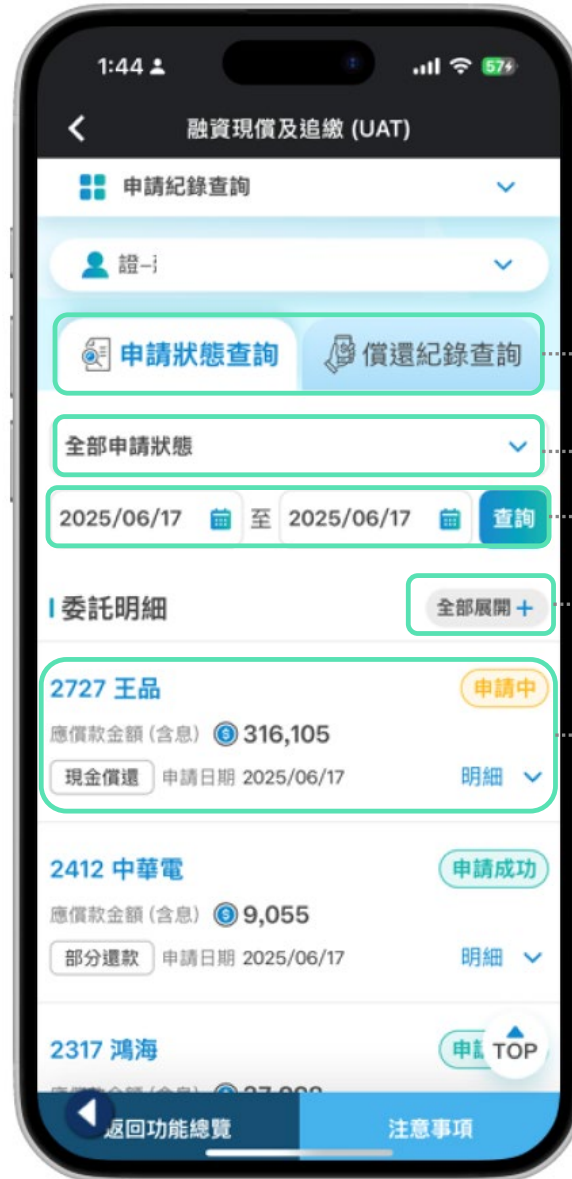 1:44
57
融資現償及追繳 (UAT)
申請紀錄查詢
證–
申請狀態查詢 償還紀錄查詢
全部申請狀態
2025/06/17 至 2025/06/17 查詢
委託明細 全部展開＋
2727 王品 申請中
應償款金額 (含息) 316,105
現金償還 申請日期 2025/06/17 明細
2412 中華電 申請成功
應償款金額 (含息) 9,055
部分還款 申請日期 2025/06/17 明細
2317 鴻海 申請
TOP
返回功能總覽 注意事項